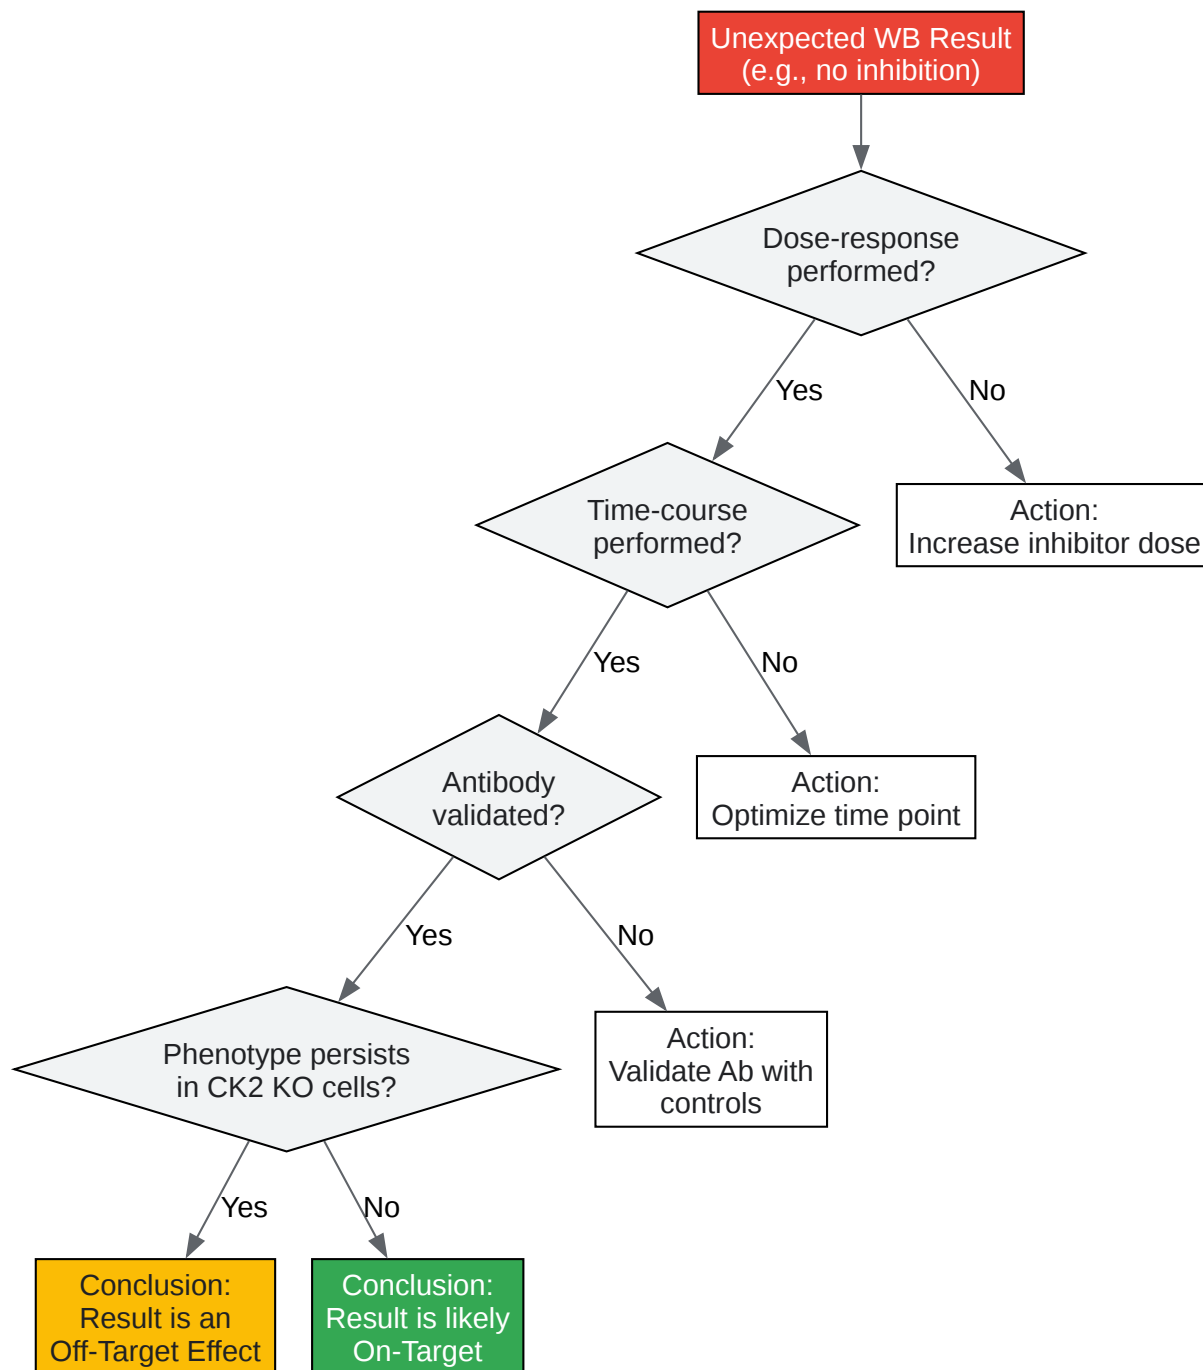 Unexpected WB Result
(e.g., no inhibition)
Dose-response
performed?
Yes
No
Time-course
performed?
Action:
Increase inhibitor dose
Yes
No
Antibody
validated?
Action:
Optimize time point
Yes
No
Phenotype persists
in CK2 KO cells?
Action:
Validate Ab with
controls
Yes
No
Conclusion:
Result is an
Off-Target Effect
Conclusion:
Result is likely
On-Target